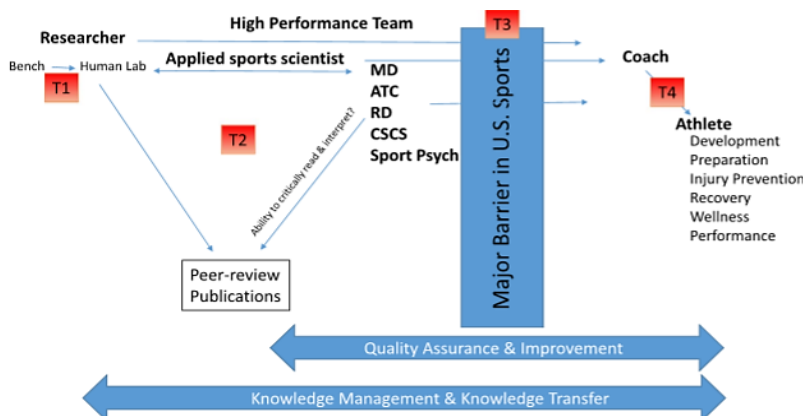 High Performance Team
T3
Researcher
Applied sports scientist
Coach
Bench
Human Lab
T1
T2
MD
ATC
RD
CSCS
Sport Psych
Ability to critically read & interpret?
Major Barrier in U.S. Sports
T4
Athlete
Development
Preparation
Injury Prevention
Recovery
Wellness
Performance
Peer-review
Publications
Quality Assurance & Improvement
Knowledge Management & Knowledge Transfer